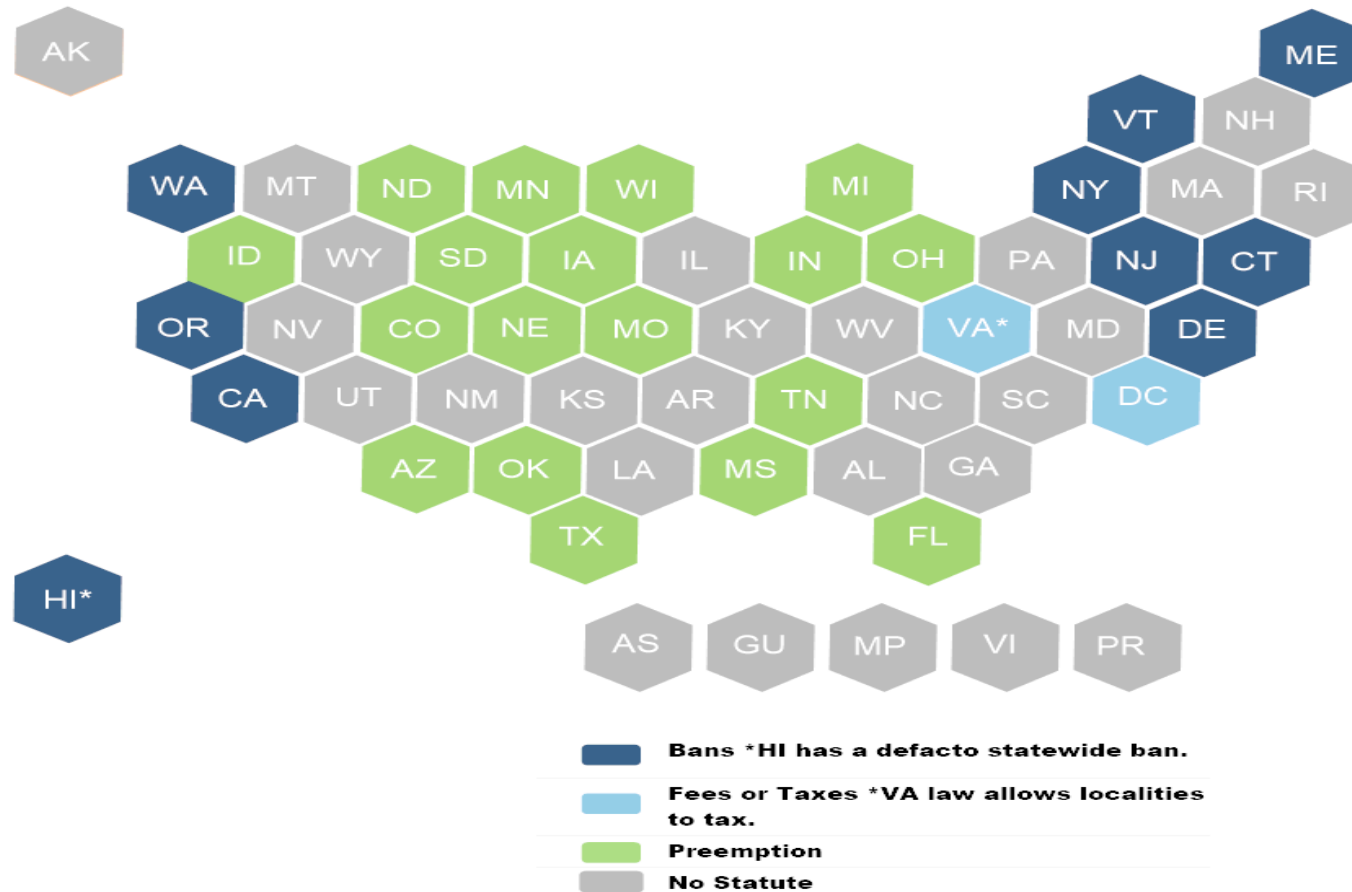 AK
ME
VT NH
WA MT ND MN WI MI NY MA RI
ID WY SD IA IL IN OH PA NJ CT
OR NV CO NE MO KY WV VA* MD DE
CA UT NM KS AR TN NC SC DC
AZ OK LA MS AL GA
TX FL
HI*
AS GU MP VI PR
Bans *HI has a defacto statewide ban.
Fees or Taxes *VA law allows localities
to tax.
Preemption
No Statute